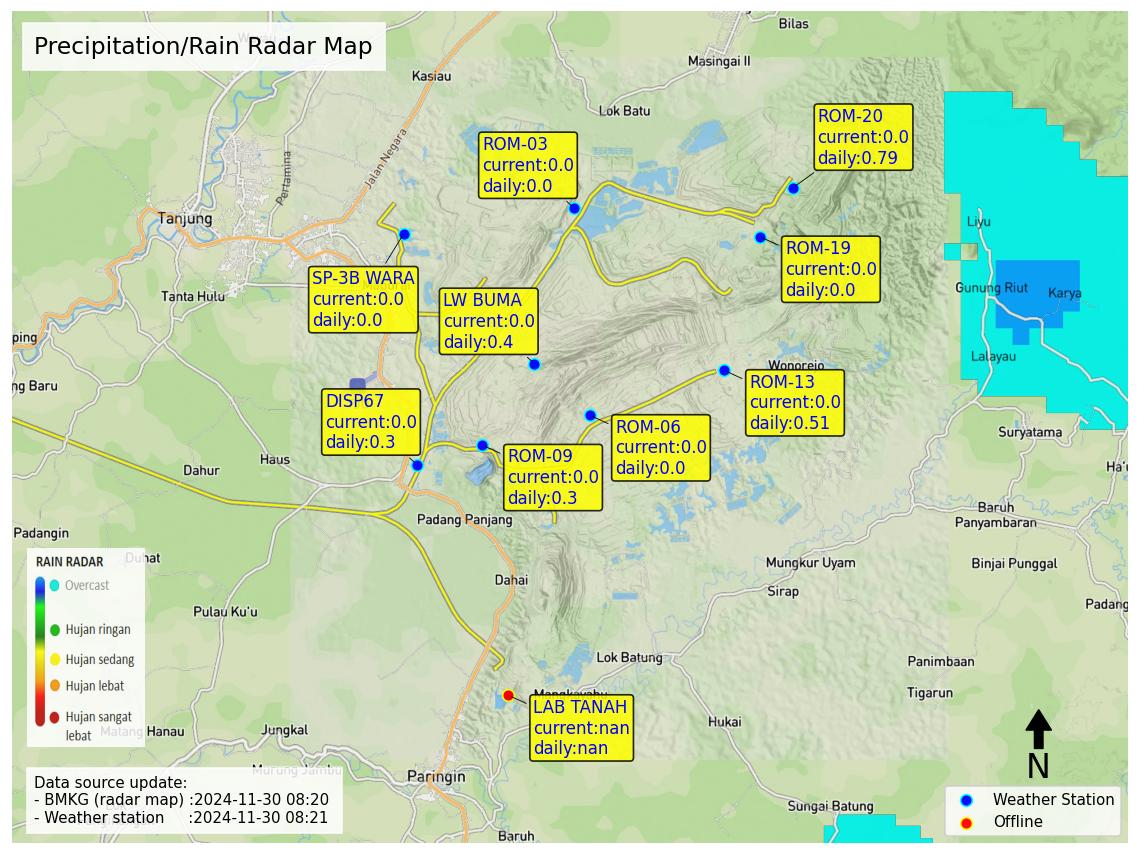 Precipitation/Rain Radar Map
Bilas
Masingai II
Kasiau
Lok Batu
ROM-20
current:0.0
daily:0.79
ROM-03
current:0.0
daily:0.0
Jalan Negara
Pertamina
Tanjung
Liyu
ROM-19
current:0.0
daily:0.0
SP-3B WARA
current:0.0
daily:0.0
Tanta Hulu
LW BUMA
current:0.0
daily:0.4
Gunung Riut
Karya
Lalayau
ping
ng Baru
Wonorejo
ROM-13
current:0.0
daily:0.51
DISP67
current:0.0
daily:0.3
ROM-06
current:0.0
daily:0.0
Suryatama
ROM-09
current:0.0
daily:0.3
Haus
Dahur
Ha'u
Padang Panjang
Baruh
Panyambaran
Padangin
Duhat
Mungkur Uyam
Binjai Punggal
Dahai
Sirap
Padang
Pulau Ku'u
RAIN RADAR
Overcast
Hujan ringan
Hujan sedang
Hujan lebat
Hujan sangat
lebat
Lok Batung
Panimbaan
Tigarun
Mangkayahu
LAB TANAH
current:nan
daily:nan
Matang Hanau
Jungkal
Hukai
Murung Jambu
Paringin
N
Data source update:
- BMKG (radar map) :2024-11-30 08:20
- Weather station :2024-11-30 08:21
Sungai Batung
Baruh
Weather Station
Offline